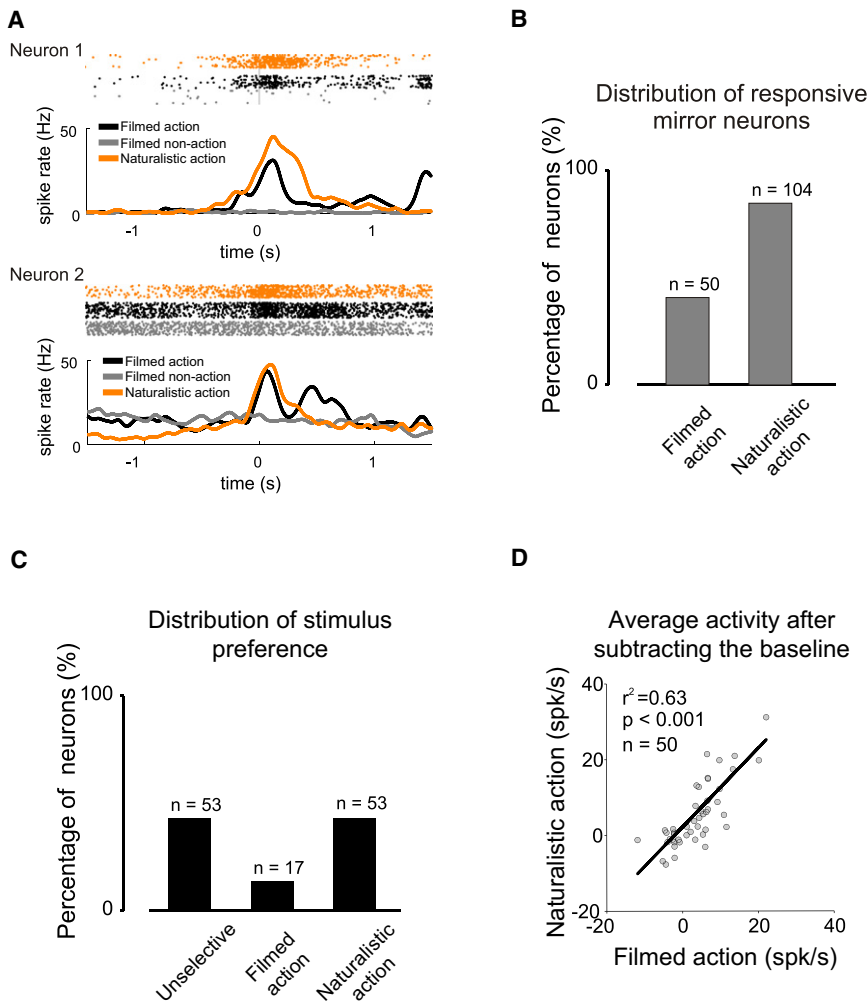 A
Neuron 1
50
0
spike rate (Hz)
Filmed action
Filmed non-action
Naturalistic action
-1
0
1
time (s)
Neuron 2
50
0
spike rate (Hz)
Filmed action
Filmed non-action
Naturalistic action
-1
0
1
time (s)
B
Distribution of responsive
mirror neurons
100
0
Percentage of neurons (%)
n = 50
n = 104
Filmed
action
Naturalistic
action
C
Distribution of stimulus
preference
100
0
Percentage of neurons (%)
n = 53
n = 17
n = 53
Unselective
Filmed
action
Naturalistic
action
D
Average activity after
subtracting the baseline
40
20
0
-20
Naturalistic action (spk/s)
r²=0.63
p < 0.001
n = 50
-20
0
20
40
Filmed action (spk/s)